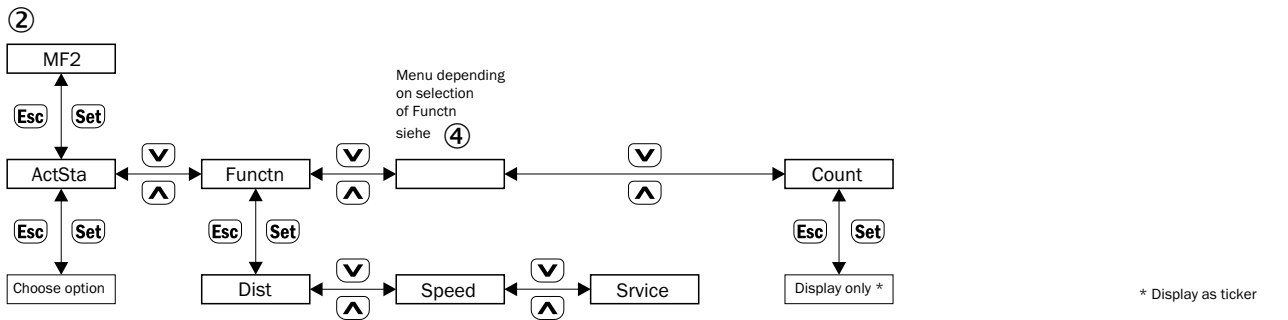 ②
MF2
Menu depending
on selection
of Functn
siehe ④
Esc Set
ActSta
Functn
Count
Esc Set
Esc Set
Esc Set
Choose option
Dist
Speed
Srvice
Display only *
* Display as ticker